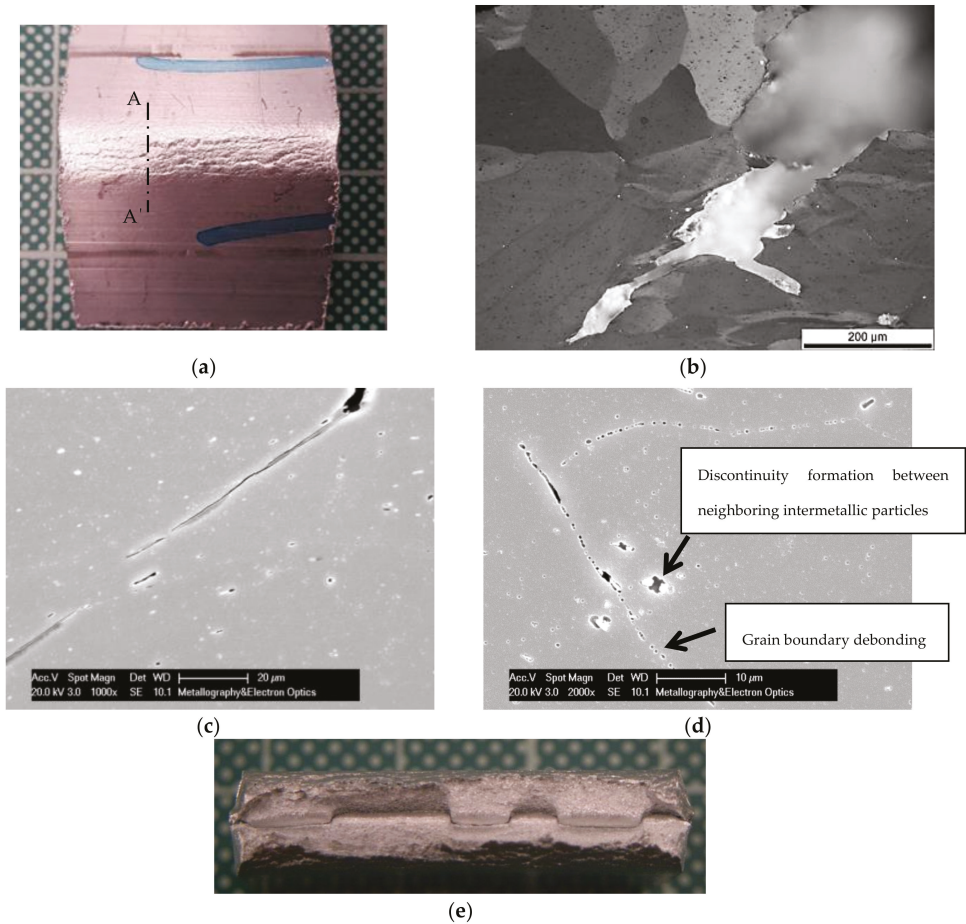 A
A'
200 µm
(a)
(b)
Discontinuity formation between
neighboring intermetallic particles
Grain boundary debonding
Acc.V Spot Magn Det WD 20 µm
20.0 kV 3.0 1000x SE 10.1 Metallography&Electron Optics
Acc.V Spot Magn Det WD 10 µm
20.0 kV 3.0 2000x SE 10.1 Metallography&Electron Optics
(c)
(d)
(e)